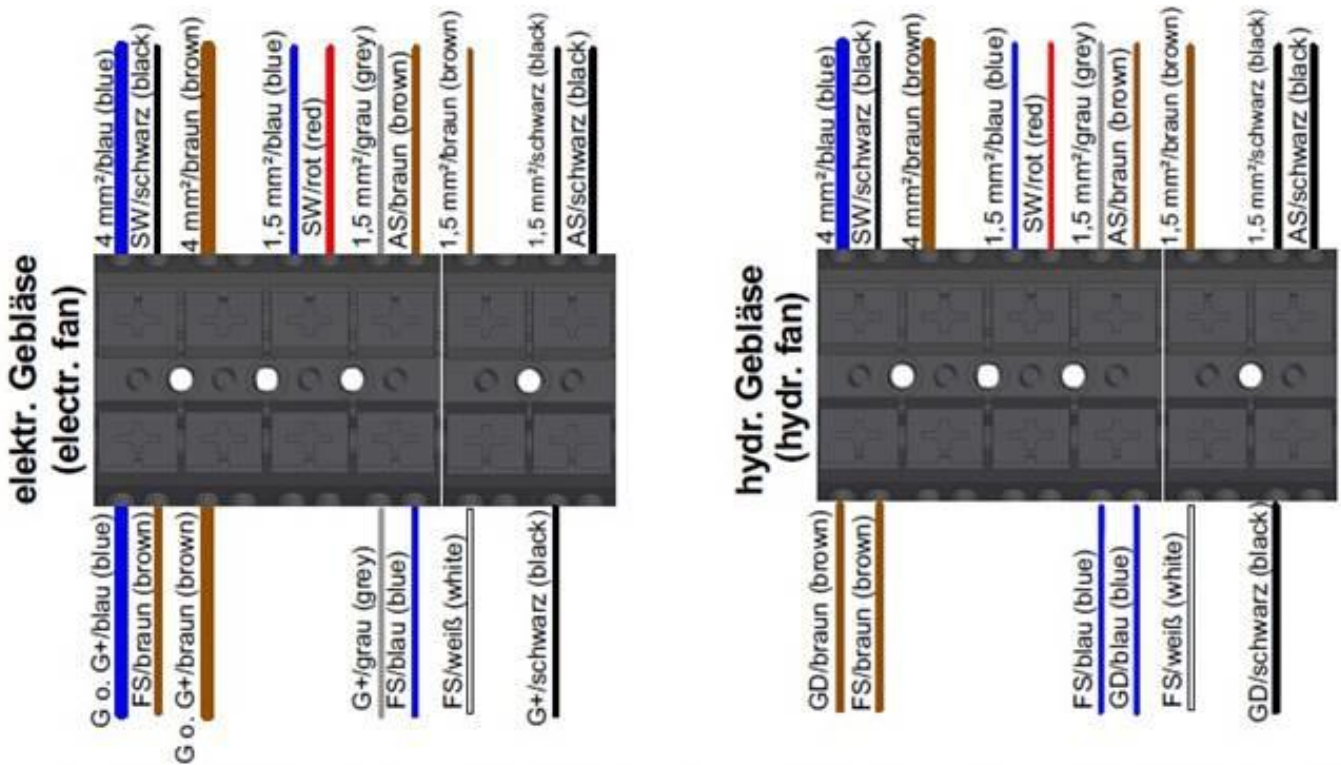 elektr. Gebläse
(electr. fan)
4 mm²/blau (blue)
SW/schwarz (black)
4 mm²/braun (brown)
1,5 mm²/blau (blue)
SW/rot (red)
1,5 mm²/grau (grey)
AS/braun (brown)
1,5 mm²/braun (brown)
1,5 mm²/schwarz (black)
AS/schwarz (black)
G o. G+/blau (blue)
FS/braun (brown)
G o. G+/braun (brown)
G+/grau (grey)
FS/blau (blue)
FS/weiß (white)
G+/schwarz (black)
hydr. Gebläse
(hydr. fan)
4 mm²/blau (blue)
SW/schwarz (black)
4 mm²/braun (brown)
1,5 mm²/blau (blue)
SW/rot (red)
1,5 mm²/grau (grey)
AS/braun (brown)
1,5 mm²/braun (brown)
1,5 mm²/schwarz (black)
AS/schwarz (black)
GD/braun (brown)
FS/braun (brown)
FS/blau (blue)
GD/blau (blue)
FS/weiß (white)
GD/schwarz (black)